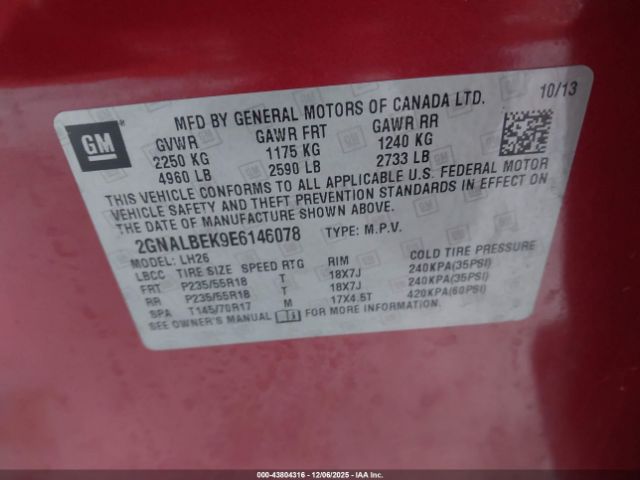 GM
MFD BY GENERAL MOTORS OF CANADA LTD. 10/13
GVWR GAWR FRT GAWR RR
2250 KG 1175 KG 1240 KG
4960 LB 2590 LB 2733 LB
THIS VEHICLE CONFORMS TO ALL APPLICABLE U.S. FEDERAL MOTOR
VEHICLE SAFETY AND THEFT PREVENTION STANDARDS IN EFFECT ON
THE DATE OF MANUFACTURE SHOWN ABOVE.
2GNALBEK9E6146078 TYPE: M.P.V.
MODEL: LH26
LBCC TIRE SIZE SPEED RTG RIM COLD TIRE PRESSURE
FRT P235/55R18 T 18X7J 240KPA(35PSI)
RR P235/55R18 T 18X7J 240KPA(35PSI)
SPA T145/70R17 M 17X4.5T 420KPA(60PSI)
SEE OWNER'S MANUAL FOR MORE INFORMATION.
000-43804316 • 12/06/2025 - IAAI.COM